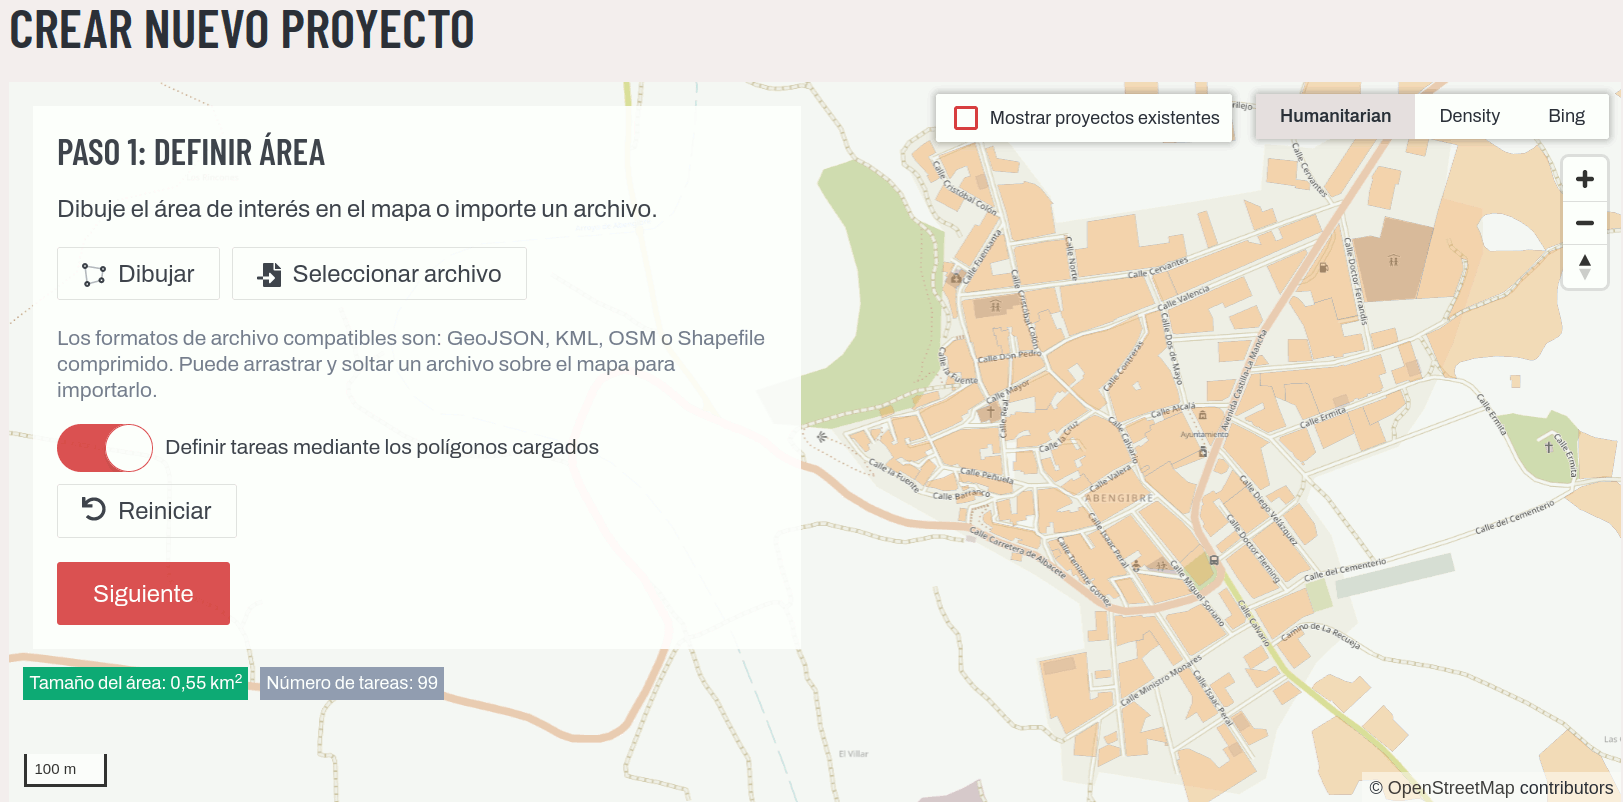 CREAR NUEVO PROYECTO
Mostrar proyectos existentes
Humanitarian
Density
Bing
PASO 1: DEFINIR ÁREA
Dibuje el área de interés en el mapa o importe un archivo.
Dibujar
Seleccionar archivo
Los formatos de archivo compatibles son: GeoJSON, KML, OSM o Shapefile
comprimido. Puede arrastrar y soltar un archivo sobre el mapa para
importarlo.
Definir tareas mediante los polígonos cargados
Reiniciar
Siguiente
Tamaño del área: 0,55 km²
Número de tareas: 99
100 m
Calle Cervantes
Calle Cristóbal Colón
Calle Fuensanta
Calle Norte
Calle Cervantes
Calle Doctor Ferrandis
Calle Valencia
Calle Cristóbal Colón
Calle Dos de Mayo
Avenida Castilla-La Mancha
Calle Don Pedro
Calle la Fuente
Calle Contreras
Calle Mayor
Calle Reyle
Calle Alcalá
Calle Ermita
Calle Ermita
Calle Ermita
Calle Calvario
Calle la Cruz
Ayuntamiento
Calle la Fuente
Calle Peñuela
Calle Valera
Calle Barranco
ABENGIBRE
Calle Diego Velázquez
Calle del Cementerio
Calle Isaac Peral
Calle Doctor Fleming
Calle Carretera de Albacete
Calle Teniente Gómez
Calle Miguel Soriano
Calle del Cementerio
Calle Calvario
Camino de La Recueja
Calle Ministro Monares
Calle Isaac Peral
El Villar
Las
© OpenStreetMap contributors